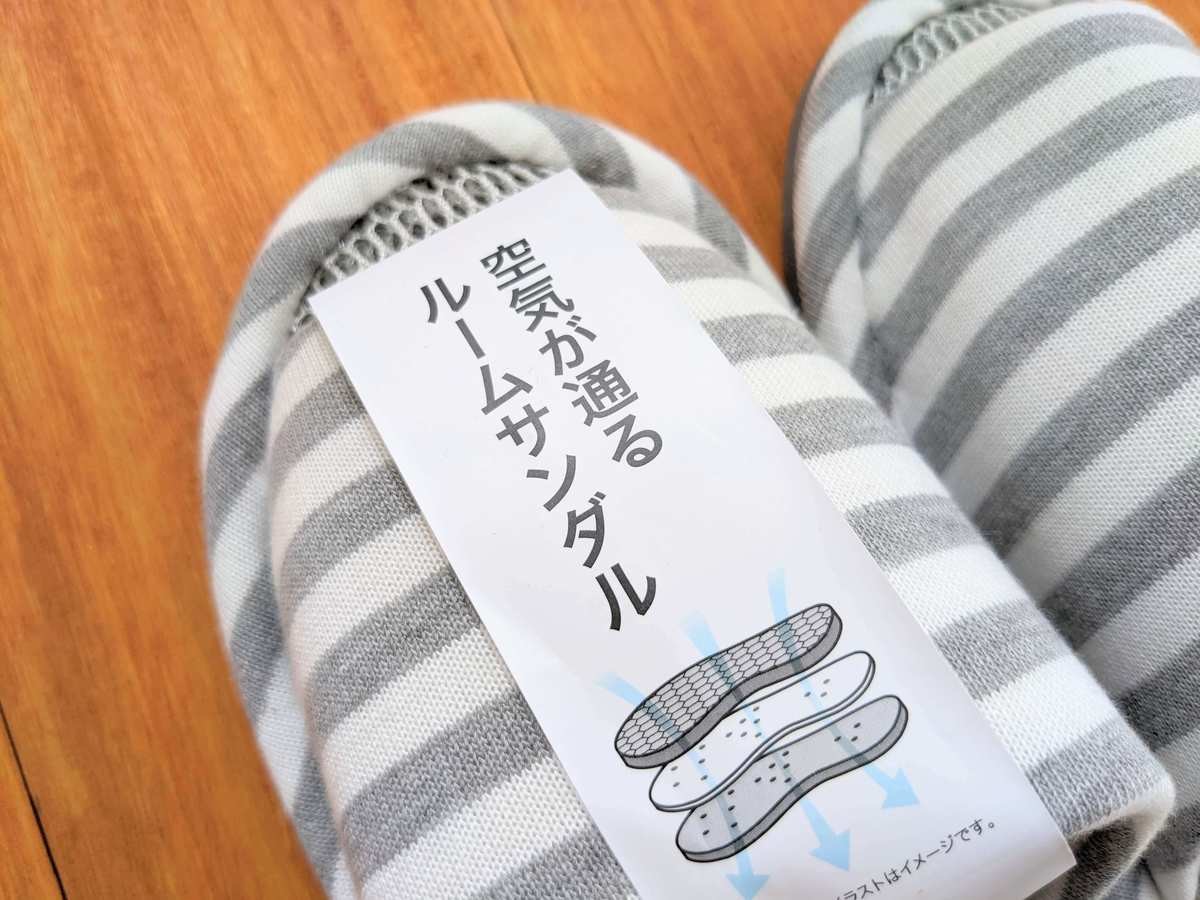 空気が通る
ルームサンダル
イラストはイメージです。